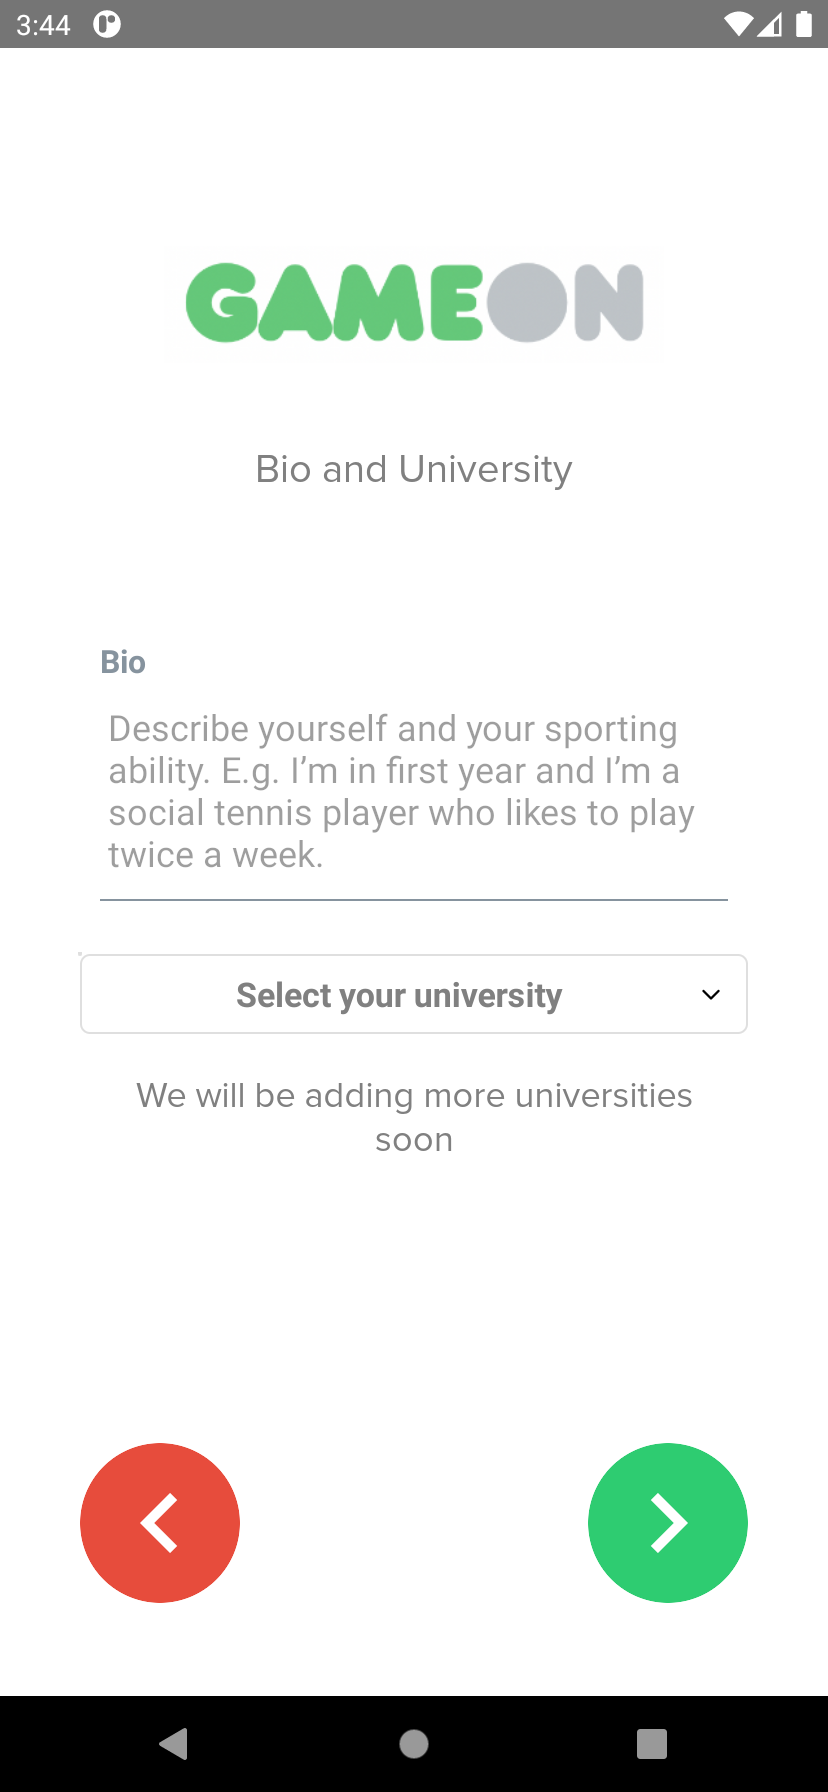 3:44
GAMEON
Bio and University
Bio
Describe yourself and your sporting
ability. E.g. I’m in first year and I’m a
social tennis player who likes to play
twice a week.
Select your university
We will be adding more universities
soon